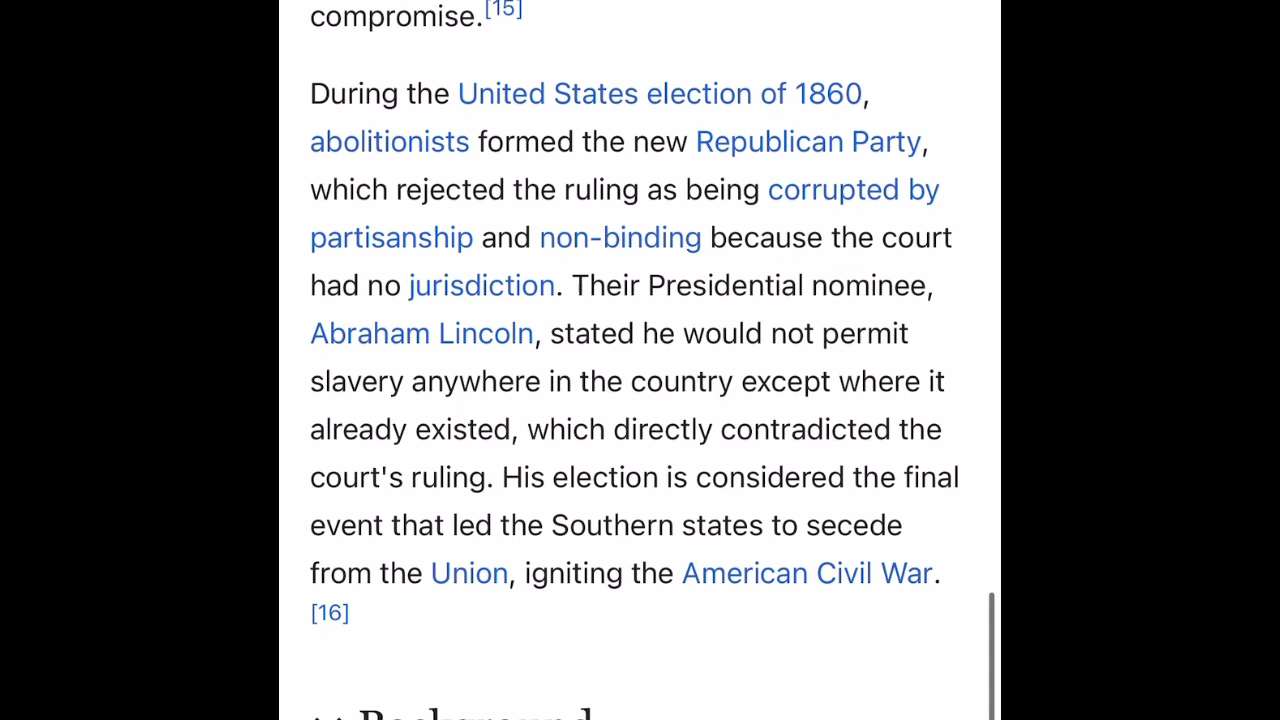 compromise.[15]
During the United States election of 1860,
abolitionists formed the new Republican Party,
which rejected the ruling as being corrupted by
partisanship and non-binding because the court
had no jurisdiction. Their Presidential nominee,
Abraham Lincoln, stated he would not permit
slavery anywhere in the country except where it
already existed, which directly contradicted the
court's ruling. His election is considered the final
event that led the Southern states to secede
from the Union, igniting the American Civil War.
[16]
Background